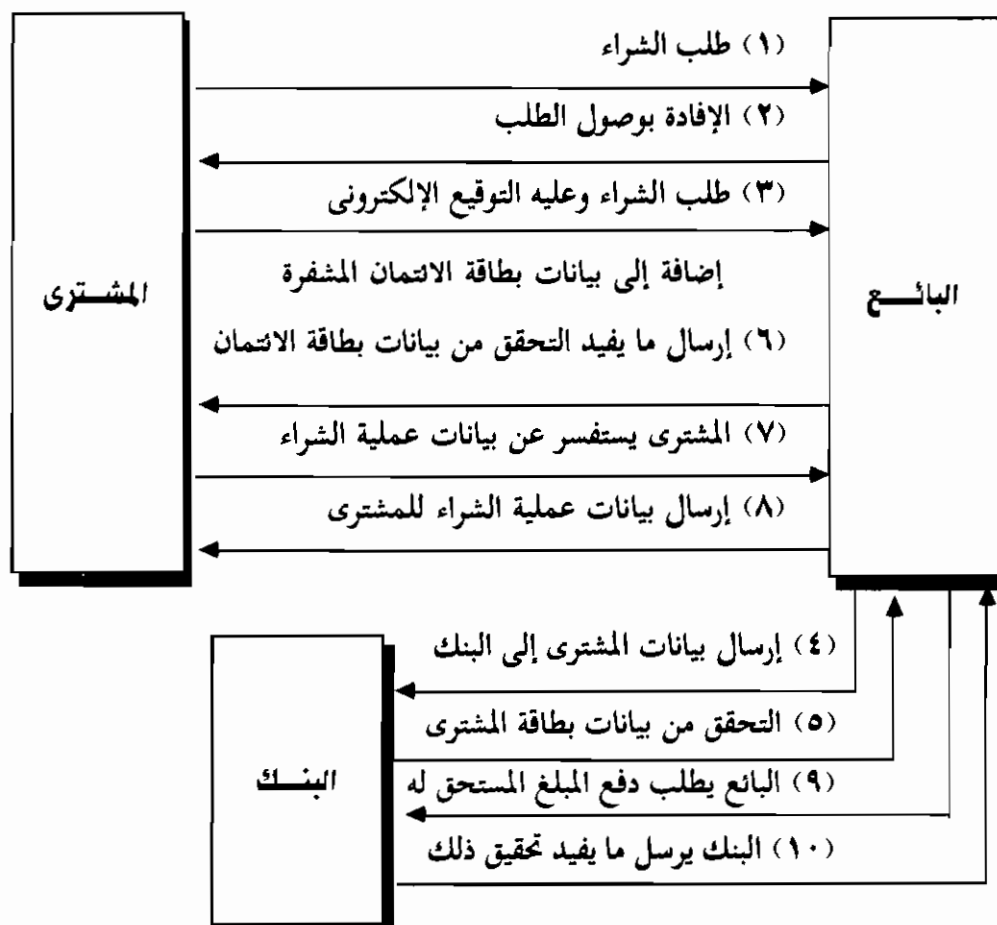 (١) طلب الشراء
(٢) الإفادة بوصول الطلب
(٣) طلب الشراء وعليه التوقيع الإلكترونى
إضافة إلى بيانات بطاقة الائتمان المشفرة
البائــــع
المشـــترى
(٦) إرسال ما يفيد التحقق من بيانات بطاقة الائتمان
(٧) المشترى يستفسر عن بيانات عملية الشراء
(٨) إرسال بيانات عملية الشراء للمشترى
(٤) إرسال بيانات المشترى إلى البنك
(٥) التحقق من بيانات بطاقة المشترى
البنـــك
(٩) البائع يطلب دفع المبلغ المستحق له
(١٠) البنك يرسل ما يفيد تحقيق ذلك